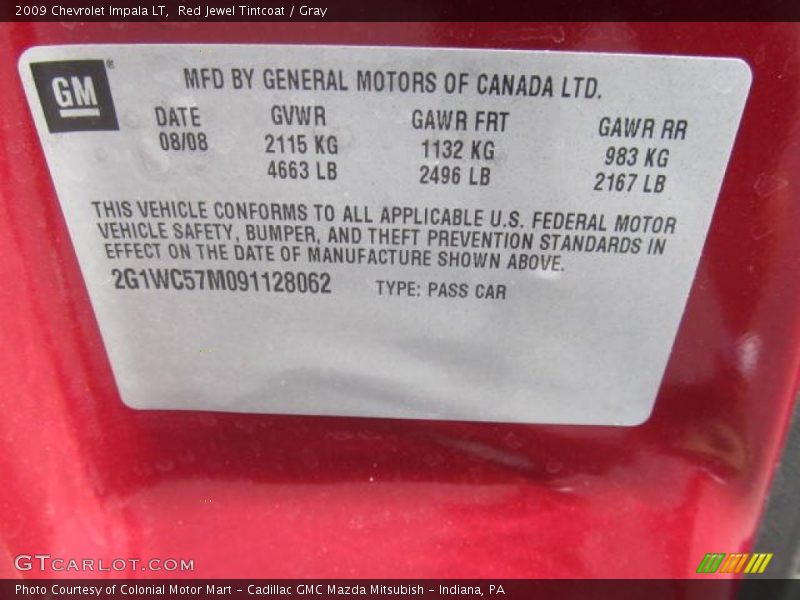 2009 Chevrolet Impala LT,  Red Jewel Tintcoat / Gray
GM®
MFD BY GENERAL MOTORS OF CANADA LTD.
DATE GVWR GAWR FRT GAWR RR
08/08 2115 KG 1132 KG 983 KG
4663 LB 2496 LB 2167 LB
THIS VEHICLE CONFORMS TO ALL APPLICABLE U.S. FEDERAL MOTOR
VEHICLE SAFETY, BUMPER, AND THEFT PREVENTION STANDARDS IN
EFFECT ON THE DATE OF MANUFACTURE SHOWN ABOVE.
2G1WC57M091128062 TYPE: PASS CAR
GTCARLOT.COM
Photo Courtesy of Colonial Motor Mart - Cadillac GMC Mazda Mitsubish - Indiana, PA